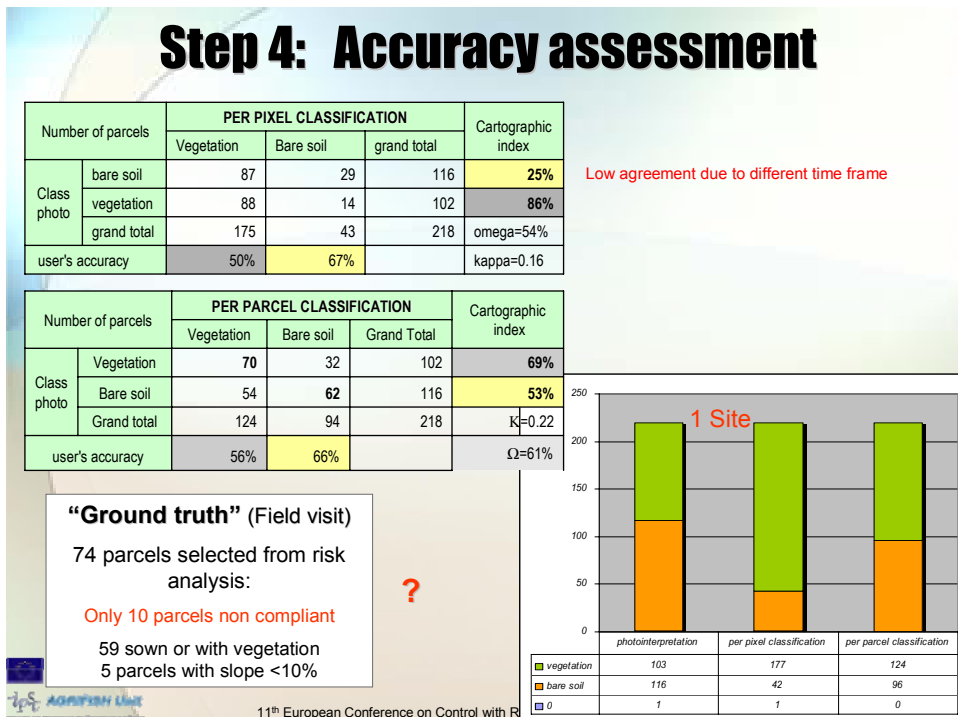 Step 4: Accuracy assessment
Number of parcels PER PIXEL CLASSIFICATION Cartographic index
Vegetation Bare soil grand total
Class photo bare soil 87 29 116 25%
vegetation 88 14 102 86%
grand total 175 43 218 omega=54%
user's accuracy 50% 67% kappa=0.16
Low agreement due to different time frame
Number of parcels PER PARCEL CLASSIFICATION Cartographic index
Vegetation Bare soil Grand Total
Class photo Vegetation 70 32 102 69%
Bare soil 54 62 116 53%
Grand total 124 94 218 K=0.22
user's accuracy 56% 66% Ω=61%
“Ground truth” (Field visit)
74 parcels selected from risk
analysis:
Only 10 parcels non compliant
59 sown or with vegetation
5 parcels with slope <10%
?
1 Site
250
200
150
100
50
0
photointerpretation per pixel classification per parcel classification
vegetation 103 177 124
bare soil 116 42 96
0 1 1 0
AGRIFISH Unit
11th European Conference on Control with R